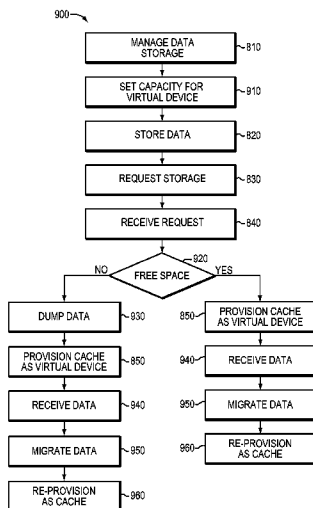 900
MANAGE DATA
STORAGE
810
SET CAPACITY FOR
VIRTUAL DEVICE
910
STORE DATA
820
REQUEST STORAGE
830
RECEIVE REQUEST
840
920
NO
FREE SPACE
YES
DUMP DATA
930
PROVISION CACHE
AS VIRTUAL DEVICE
850
RECEIVE DATA
940
MIGRATE DATA
950
RE-PROVISION
AS CACHE
960
850
PROVISION CACHE
AS VIRTUAL DEVICE
940
RECEIVE DATA
950
MIGRATE DATA
960
RE-PROVISION
AS CACHE